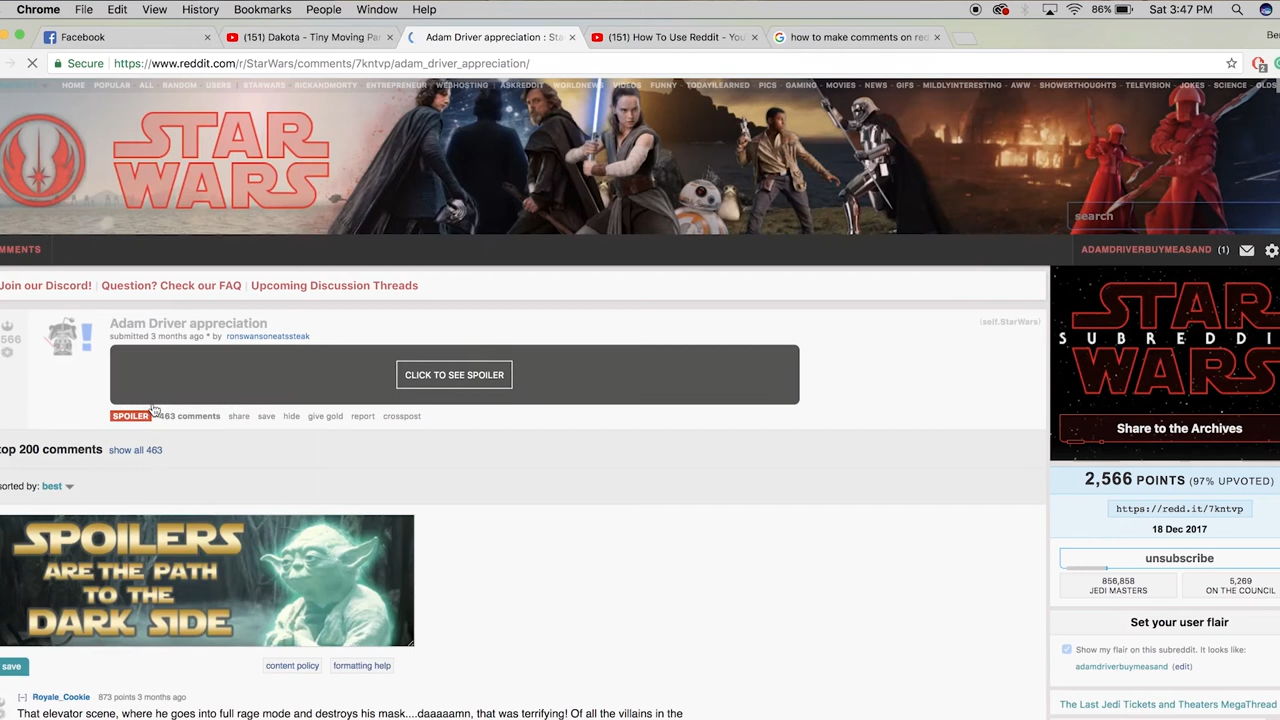 Chrome File Edit View History Bookmarks People Window Help 86% Sat 3:47 PM
Facebook (151) Dakota - Tiny Moving Pa Adam Driver appreciation : Sta (151) How To Use Reddit - You how to make comments on red Ber
Secure https://www.reddit.com/r/StarWars/comments/7kntvp/adam_driver_appreciation/ 2
HOME POPULAR ALL RANDOM USERS STARWARS RICKANDMORTY ENTREPRENEUR WEBHOSTING ASKREDDIT WORLDNEWS VIDEOS FUNNY TODAYILEARNED PICS GAMING MOVIES NEWS GIFS MILDLYINTERESTING AWW SHOWERTHOUGHTS TELEVISION JOKES SCIENCE OLDS
STAR
WARS
search
MMENTS ADAMDRIVERBUYMEASAND (1)
Join our Discord! Question? Check our FAQ Upcoming Discussion Threads
Adam Driver appreciation (self.StarWars)
submitted 3 months ago * by ronswansoneatssteak
566
CLICK TO SEE SPOILER
SPOILER 463 comments share save hide give gold report crosspost
top 200 comments show all 463
sorted by: best
SPOILERS
ARE THE PATH
TO THE
DARK SIDE
save content policy formatting help
[–] Royale_Cookie 873 points 3 months ago
That elevator scene, where he goes into full rage mode and destroys his mask....daaaaamn, that was terrifying! Of all the villains in the
STAR
SUBREDDI
WARS
Share to the Archives
2,566 POINTS (97% UPVOTED)
https://redd.it/7kntvp
18 Dec 2017
unsubscribe
856,858 5,269
JEDI MASTERS ON THE COUNCIL
Set your user flair
Show my flair on this subreddit. It looks like:
adamdriverbuymeasand (edit)
The Last Jedi Tickets and Theaters MegaThread